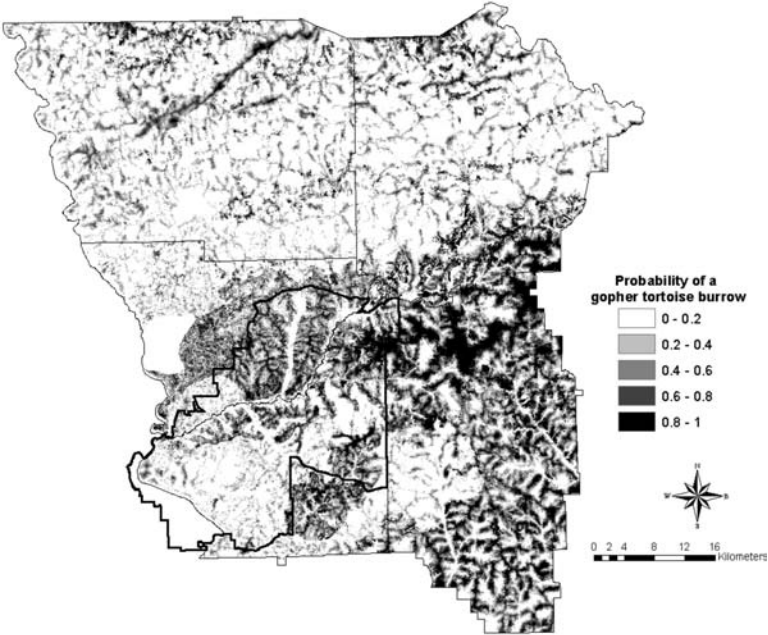 Probability of a
gopher tortoise burrow
0 - 0.2
0.2 - 0.4
0.4 - 0.6
0.6 - 0.8
0.8 - 1
N
W E
S
0 2 4 8 12 16
Kilometers